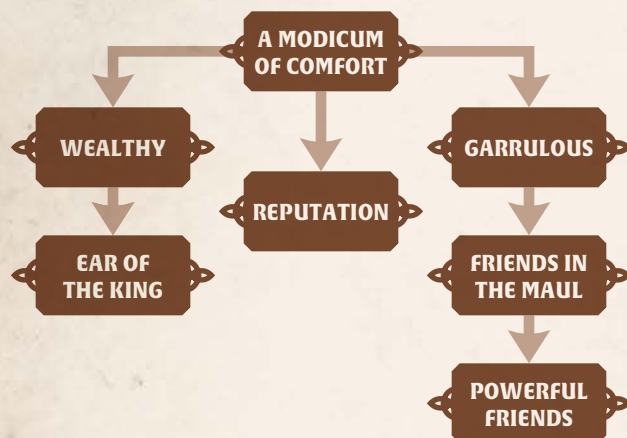 A MODICUM
OF COMFORT
WEALTHY
GARRULOUS
REPUTATION
EAR OF
THE KING
FRIENDS IN
THE MAUL
POWERFUL
FRIENDS